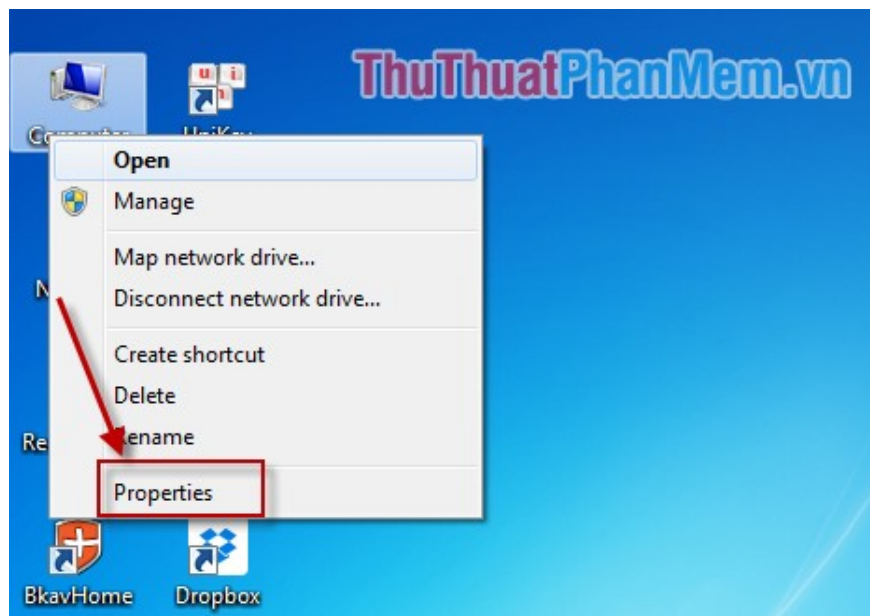 ThuThuatPhanMem.vn
Open
Manage
Map network drive...
Disconnect network drive...
Create shortcut
Delete
Rename
Properties
BkavHome
Dropbox